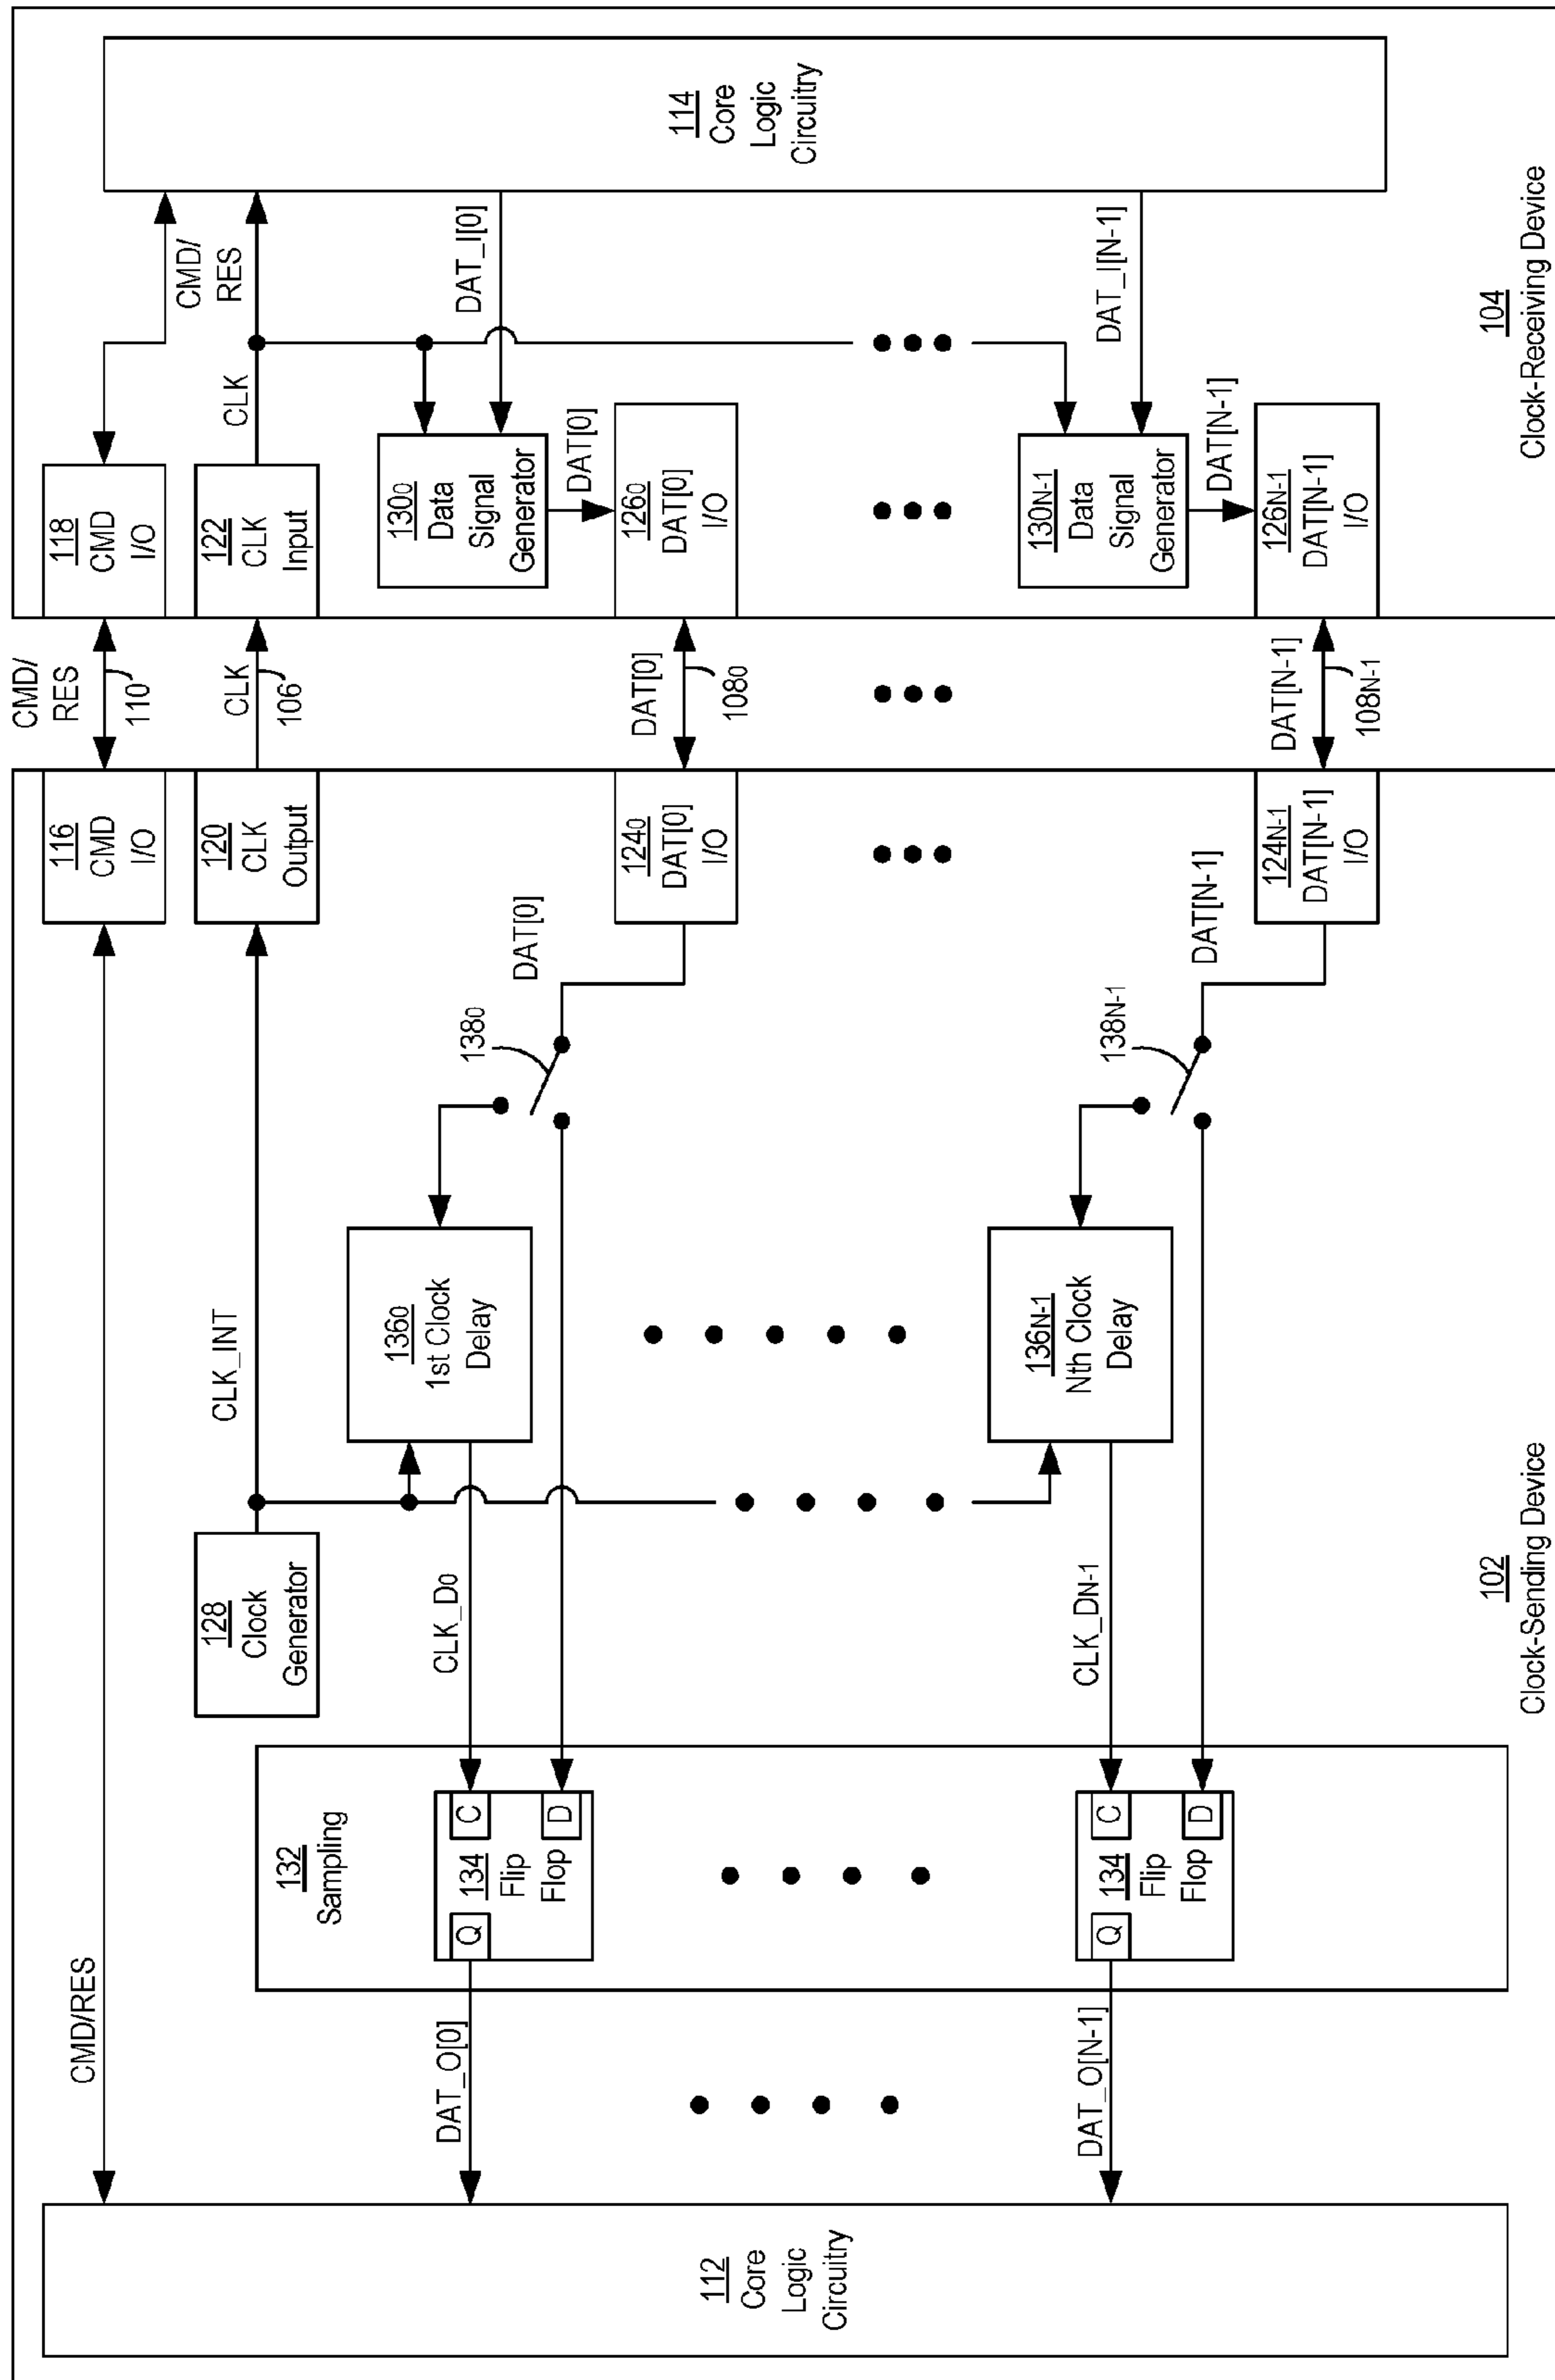 112 Core
Logic
Circuitry
CMD/RES
DAT_O[0]
DAT_O[N-1]
132
Sampling
Q
134
Flip
Flop
C
D
Q
134
Flip
Flop
C
D
128
Clock
Generator
CLK_INT
CLK_D0
CLK_DN-1
1360
1st Clock
Delay
136N-1
Nth Clock
Delay
1380
138N-1
DAT[0]
DAT[N-1]
116
CMD
I/O
120
CLK
Output
1240
DAT[0]
I/O
124N-1
DAT[N-1]
I/O
102
Clock-Sending Device
CMD/
RES
110
CLK
106
DAT[0]
1080
DAT[N-1]
108N-1
118
CMD
I/O
122
CLK
Input
1300
Data
Signal
Generator
DAT[0]
1260
DAT[0]
I/O
130N-1
Data
Signal
Generator
DAT[N-1]
126N-1
DAT[N-1]
I/O
CLK
CMD/
RES
DAT_I[0]
DAT_I[N-1]
114
Core
Logic
Circuitry
104
Clock-Receiving Device